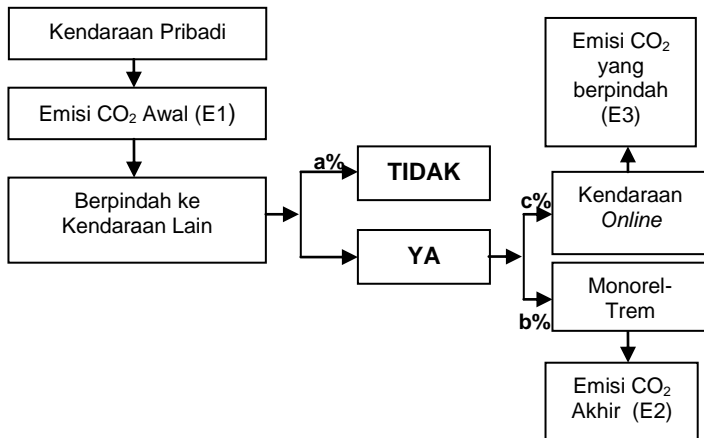 Kendaraan Pribadi
Emisi CO₂ Awal (E1)
Berpindah ke
Kendaraan Lain
a%
TIDAK
YA
c%
b%
Emisi CO₂
yang
berpindah
(E3)
Kendaraan
Online
Monorel-
Trem
Emisi CO₂
Akhir (E2)